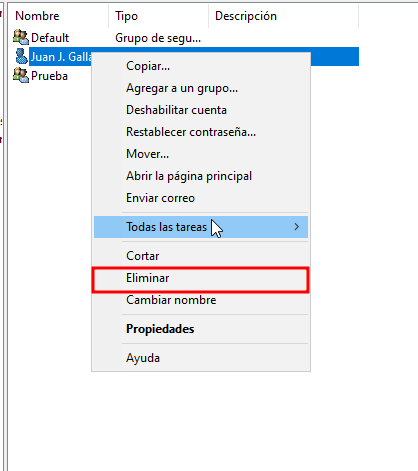 Nombre Tipo Descripción
Default Grupo de segu...
Juan J. Galla
Prueba
Copiar...
Agregar a un grupo...
Deshabilitar cuenta
Restablecer contraseña...
Mover...
Abrir la página principal
Enviar correo
Todas las tareas
Cortar
Eliminar
Cambiar nombre
Propiedades
Ayuda